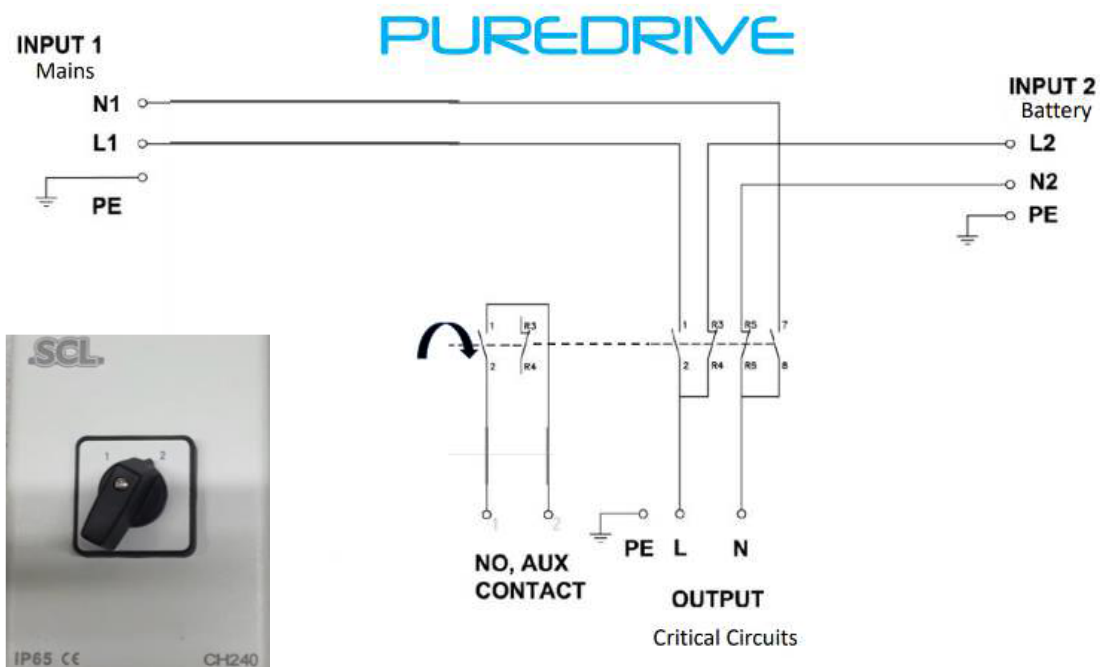 PUREDRIVE
INPUT 1
Mains
N1
L1
PE
INPUT 2
Battery
L2
N2
PE
1 R3
2 R4
1 R3 R5 7
2 R4 R6 8
1 2
NO, AUX
CONTACT
PE L N
OUTPUT
Critical Circuits
.SCL.
1 2
IP65 CE
CH240